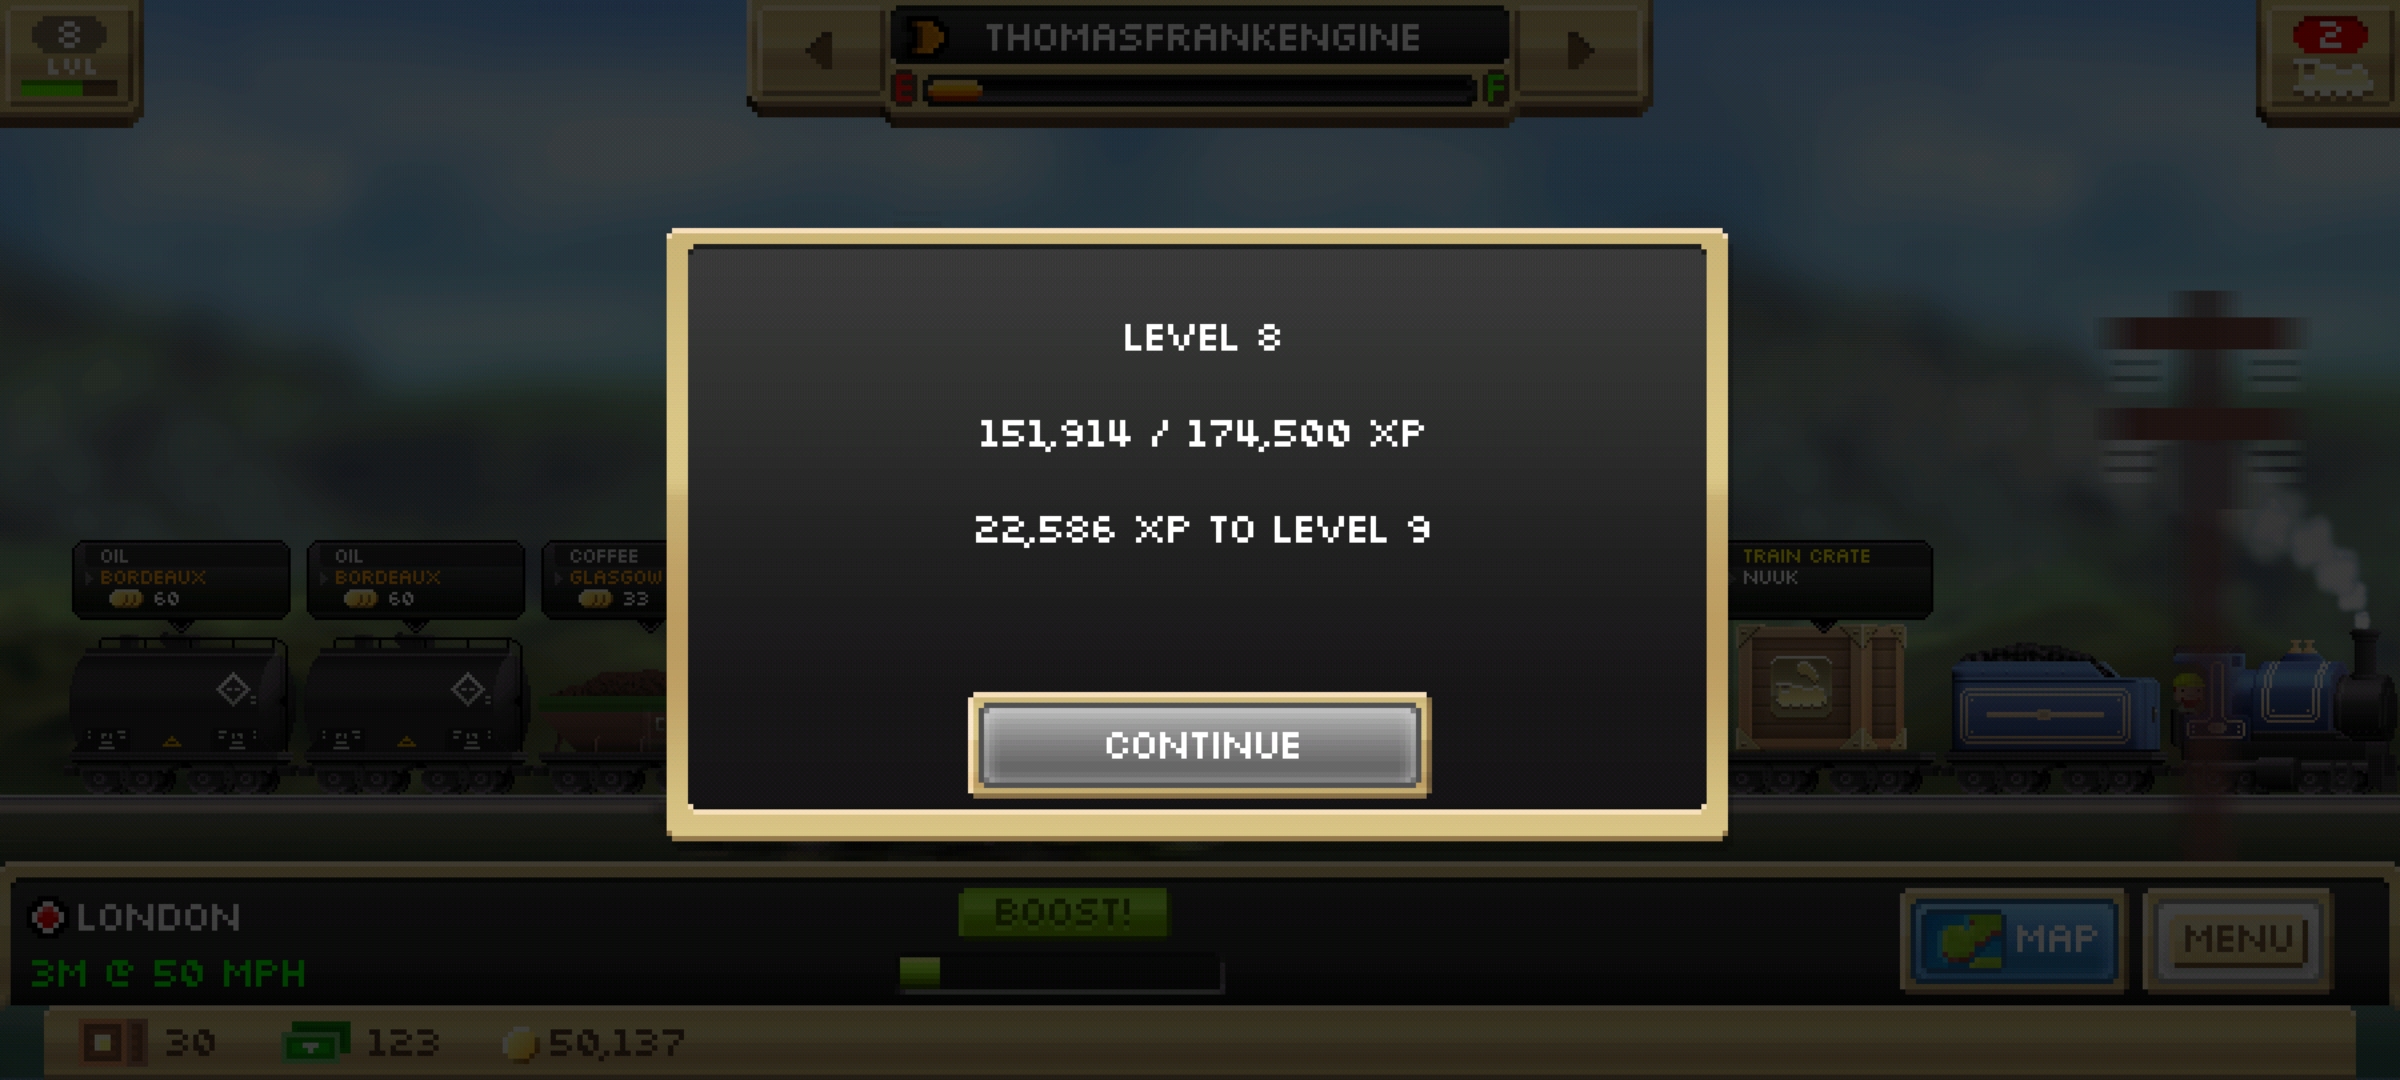 8
LVL
THOMASFRANKENGINE
E F
2
LEVEL 8
151,914 / 174,500 XP
22,586 XP TO LEVEL 9
CONTINUE
OIL
BORDEAUX
60
OIL
BORDEAUX
60
COFFEE
GLASGOW
33
TRAIN CRATE
NUUK
LONDON
3M @ 50 MPH
BOOST!
MAP
MENU
30
123
50,137